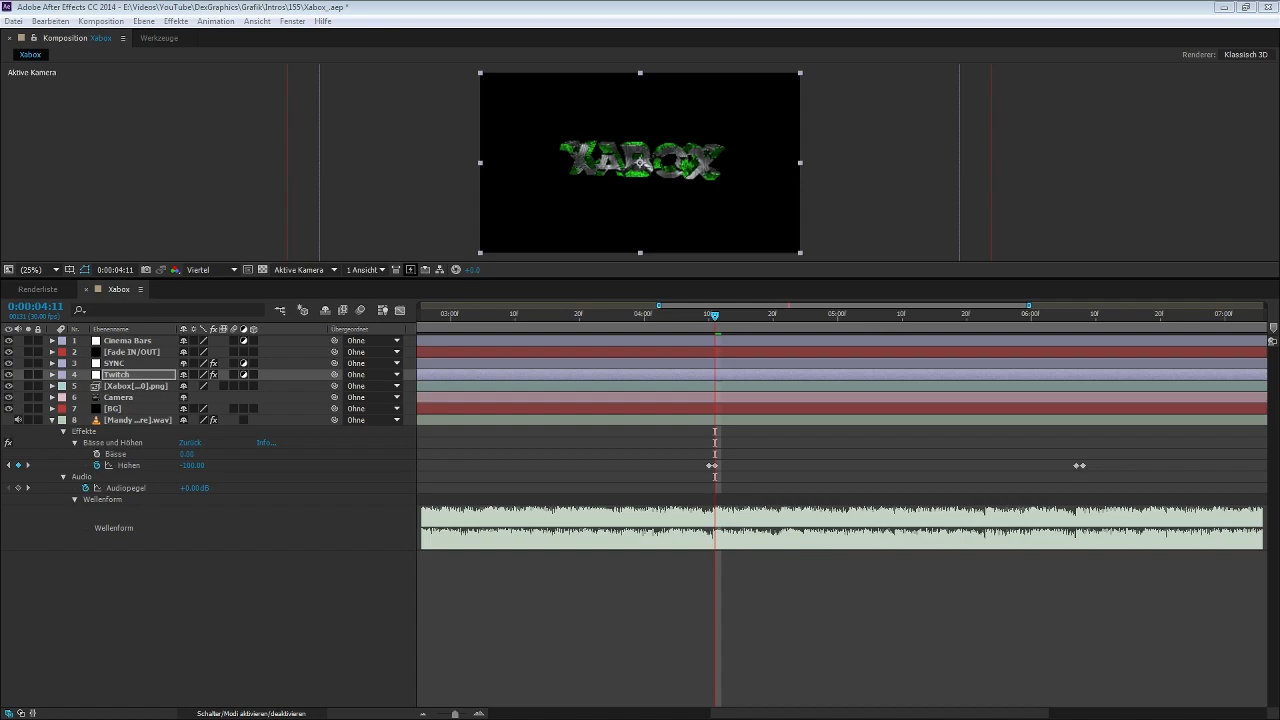 Adobe After Effects CC 2014 - E:\Videos\YouTube\DexGraphics\Grafik\Intros\155\Xabox_.aep *
Datei Bearbeiten Komposition Ebene Effekte Animation Ansicht Fenster Hilfe
Komposition Xabox Werkzeuge
Xabox Renderer: Klassisch 3D
Aktive Kamera
XABOX
(25%) 0:00:04:11 Viertel Aktive Kamera 1 Ansicht +0.0
Renderliste Xabox
0:00:04:11
00131 (30.00 fps)
03:00f 10f 20f 04:00f 10f 20f 05:00f 10f 20f 06:00f 10f 20f 07:00f
Nr. Ebenenname Übergeordnet
1 Cinema Bars Ohne
2 [Fade IN/OUT] Ohne
3 SYNC fx Ohne
4 Twitch fx Ohne
5 [Xabox[...0].png] Ohne
6 Camera Ohne
7 [BG] Ohne
8 [Mandy ...re].wav] fx Ohne
Effekte
fx Bässe und Höhen Zurück Info...
Bässe 0.00
Höhen -100.00
Audio
Audiopegel +0.00dB
Wellenform
Wellenform
Schalter/Modi aktivieren/deaktivieren